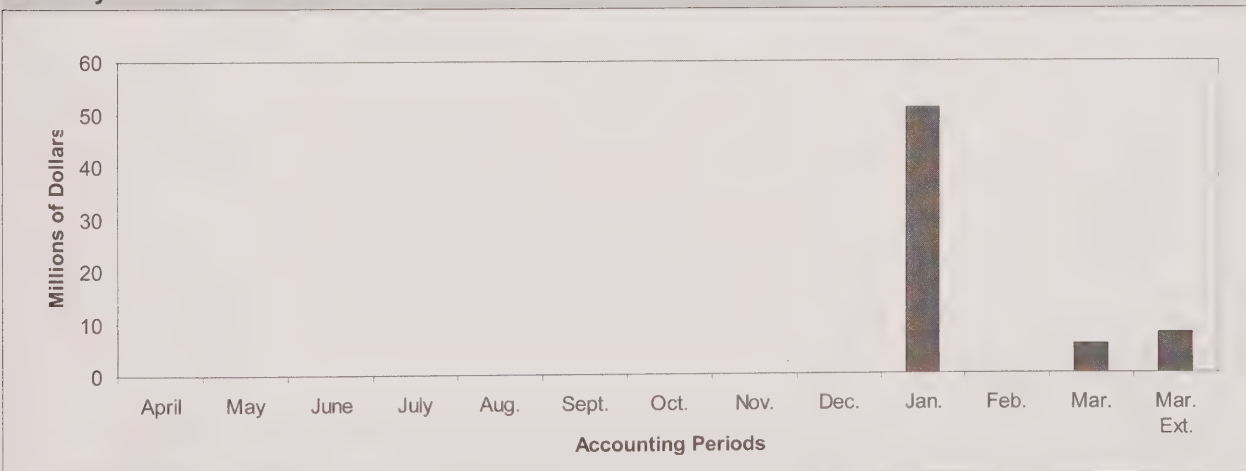 60
50
40
30
20
10
0
Millions of Dollars
April May June July Aug. Sept. Oct. Nov. Dec. Jan. Feb. Mar. Mar. Ext.
Accounting Periods